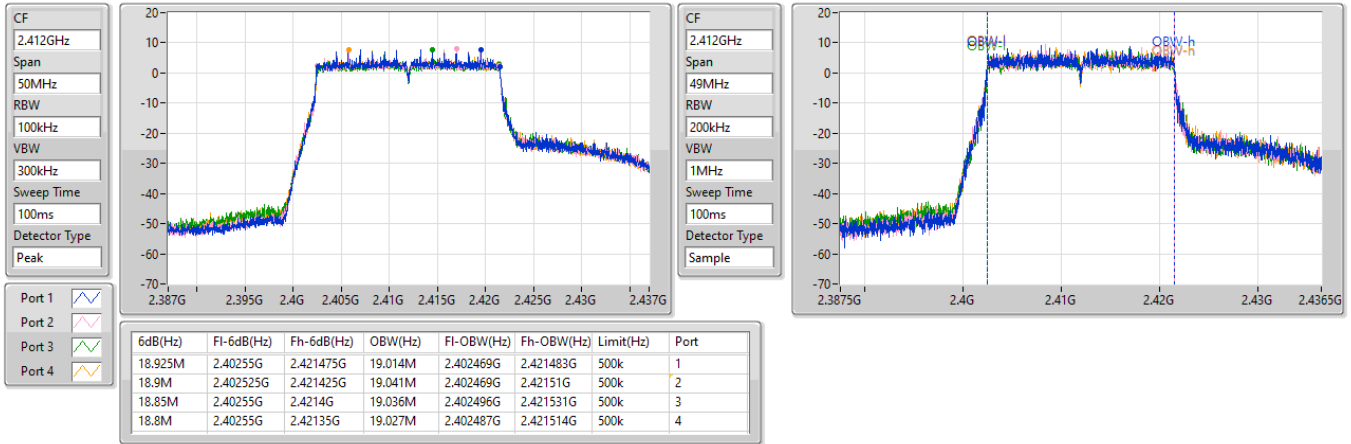 CF
2.412GHz
Span
50MHz
RBW
100kHz
VBW
300kHz
Sweep Time
100ms
Detector Type
Peak
20
10
0
-10
-20
-30
-40
-50
-60
-70
2.387G 2.395G 2.4G 2.405G 2.41G 2.415G 2.42G 2.425G 2.43G 2.437G
CF
2.412GHz
Span
49MHz
RBW
200kHz
VBW
1MHz
Sweep Time
100ms
Detector Type
Sample
20
10
0
-10
-20
-30
-40
-50
-60
-70
OBW-l
OBW-h
OBW-h
2.3875G 2.4G 2.41G 2.42G 2.43G 2.4365G
Port 1
Port 2
Port 3
Port 4
6dB(Hz) Fl-6dB(Hz) Fh-6dB(Hz) OBW(Hz) Fl-OBW(Hz) Fh-OBW(Hz) Limit(Hz) Port
18.925M 2.40255G 2.421475G 19.014M 2.402469G 2.421483G 500k 1
18.9M 2.402525G 2.421425G 19.041M 2.402469G 2.42151G 500k 2
18.85M 2.40255G 2.4214G 19.036M 2.402496G 2.421531G 500k 3
18.8M 2.40255G 2.42135G 19.027M 2.402487G 2.421514G 500k 4